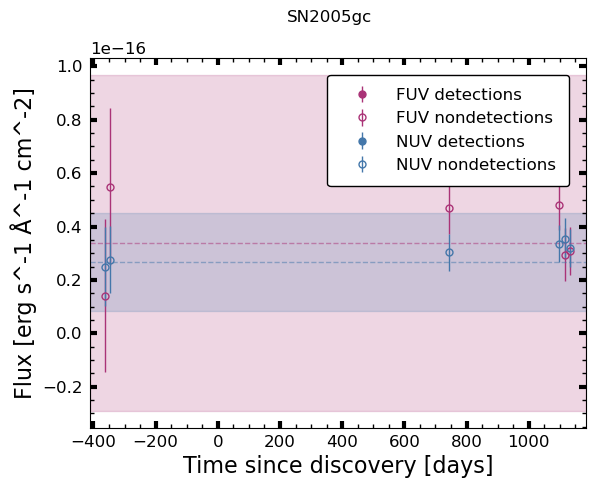 SN2005gc
1e−16
1.0
0.8
0.6
0.4
0.2
0.0
−0.2
Flux [erg s^-1 Å^-1 cm^-2]
FUV detections
FUV nondetections
NUV detections
NUV nondetections
−400 −200 0 200 400 600 800 1000
Time since discovery [days]